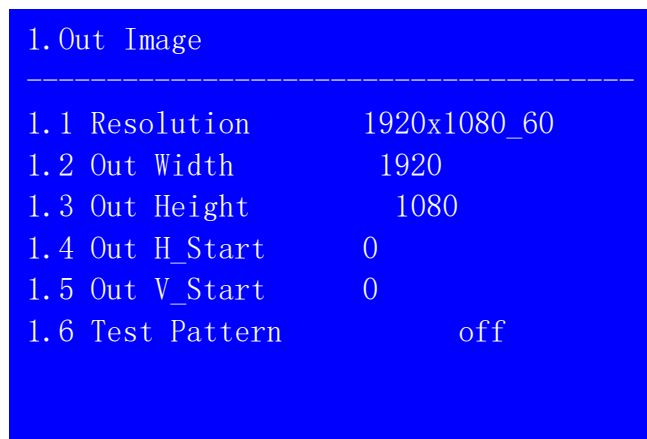 1.Out Image
--------------------------------------
1.1 Resolution 1920x1080_60
1.2 Out Width 1920
1.3 Out Height 1080
1.4 Out H_Start 0
1.5 Out V_Start 0
1.6 Test Pattern off